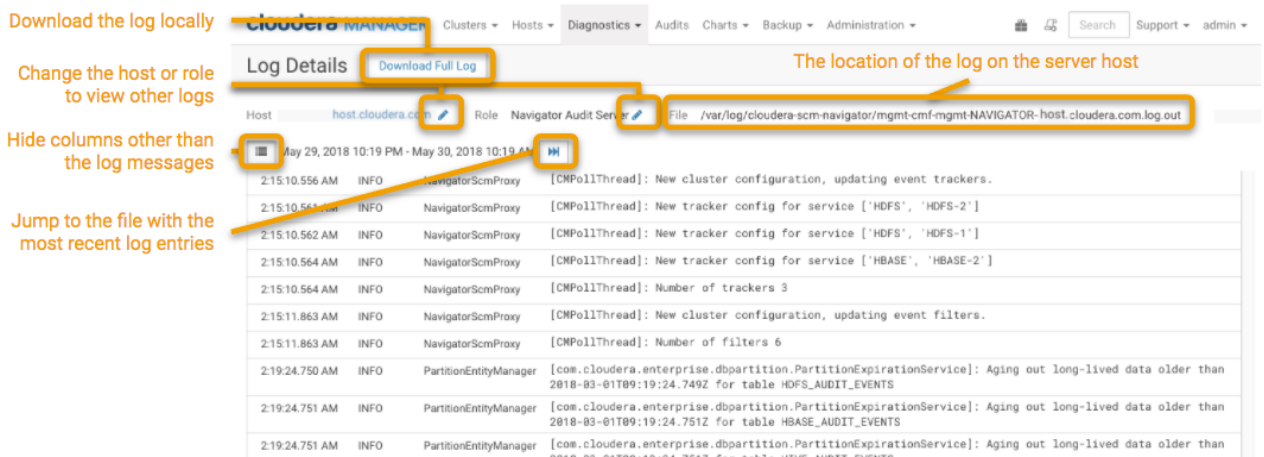 Download the log locally
cloudera MANAGER Clusters Hosts Diagnostics Audits Charts Backup Administration Search Support admin
Log Details Download Full Log
The location of the log on the server host
Change the host or role
to view other logs
Host host.cloudera.com Role Navigator Audit Server File /var/log/cloudera-scm-navigator/mgmt-cmf-mgmt-NAVIGATOR-host.cloudera.com.log.out
Hide columns other than
the log messages
May 29, 2018 10:19 PM - May 30, 2018 10:19 AM
Jump to the file with the
most recent log entries
2:15:10.556 AM INFO NavigatorScmProxy [CMPollThread]: New cluster configuration, updating event trackers.
2:15:10.561 AM INFO NavigatorScmProxy [CMPollThread]: New tracker config for service ['HDFS', 'HDFS-2']
2:15:10.562 AM INFO NavigatorScmProxy [CMPollThread]: New tracker config for service ['HDFS', 'HDFS-1']
2:15:10.564 AM INFO NavigatorScmProxy [CMPollThread]: New tracker config for service ['HBASE', 'HBASE-2']
2:15:10.564 AM INFO NavigatorScmProxy [CMPollThread]: Number of trackers 3
2:15:11.863 AM INFO NavigatorScmProxy [CMPollThread]: New cluster configuration, updating event filters.
2:15:11.863 AM INFO NavigatorScmProxy [CMPollThread]: Number of filters 6
2:19:24.750 AM INFO PartitionEntityManager [com.cloudera.enterprise.dbpartition.PartitionExpirationService]: Aging out long-lived data older than
2018-03-01T09:19:24.749Z for table HDFS_AUDIT_EVENTS
2:19:24.751 AM INFO PartitionEntityManager [com.cloudera.enterprise.dbpartition.PartitionExpirationService]: Aging out long-lived data older than
2018-03-01T09:19:24.751Z for table HBASE_AUDIT_EVENTS
2:19:24.751 AM INFO PartitionEntityManager [com.cloudera.enterprise.dbpartition.PartitionExpirationService]: Aging out long-lived data older than